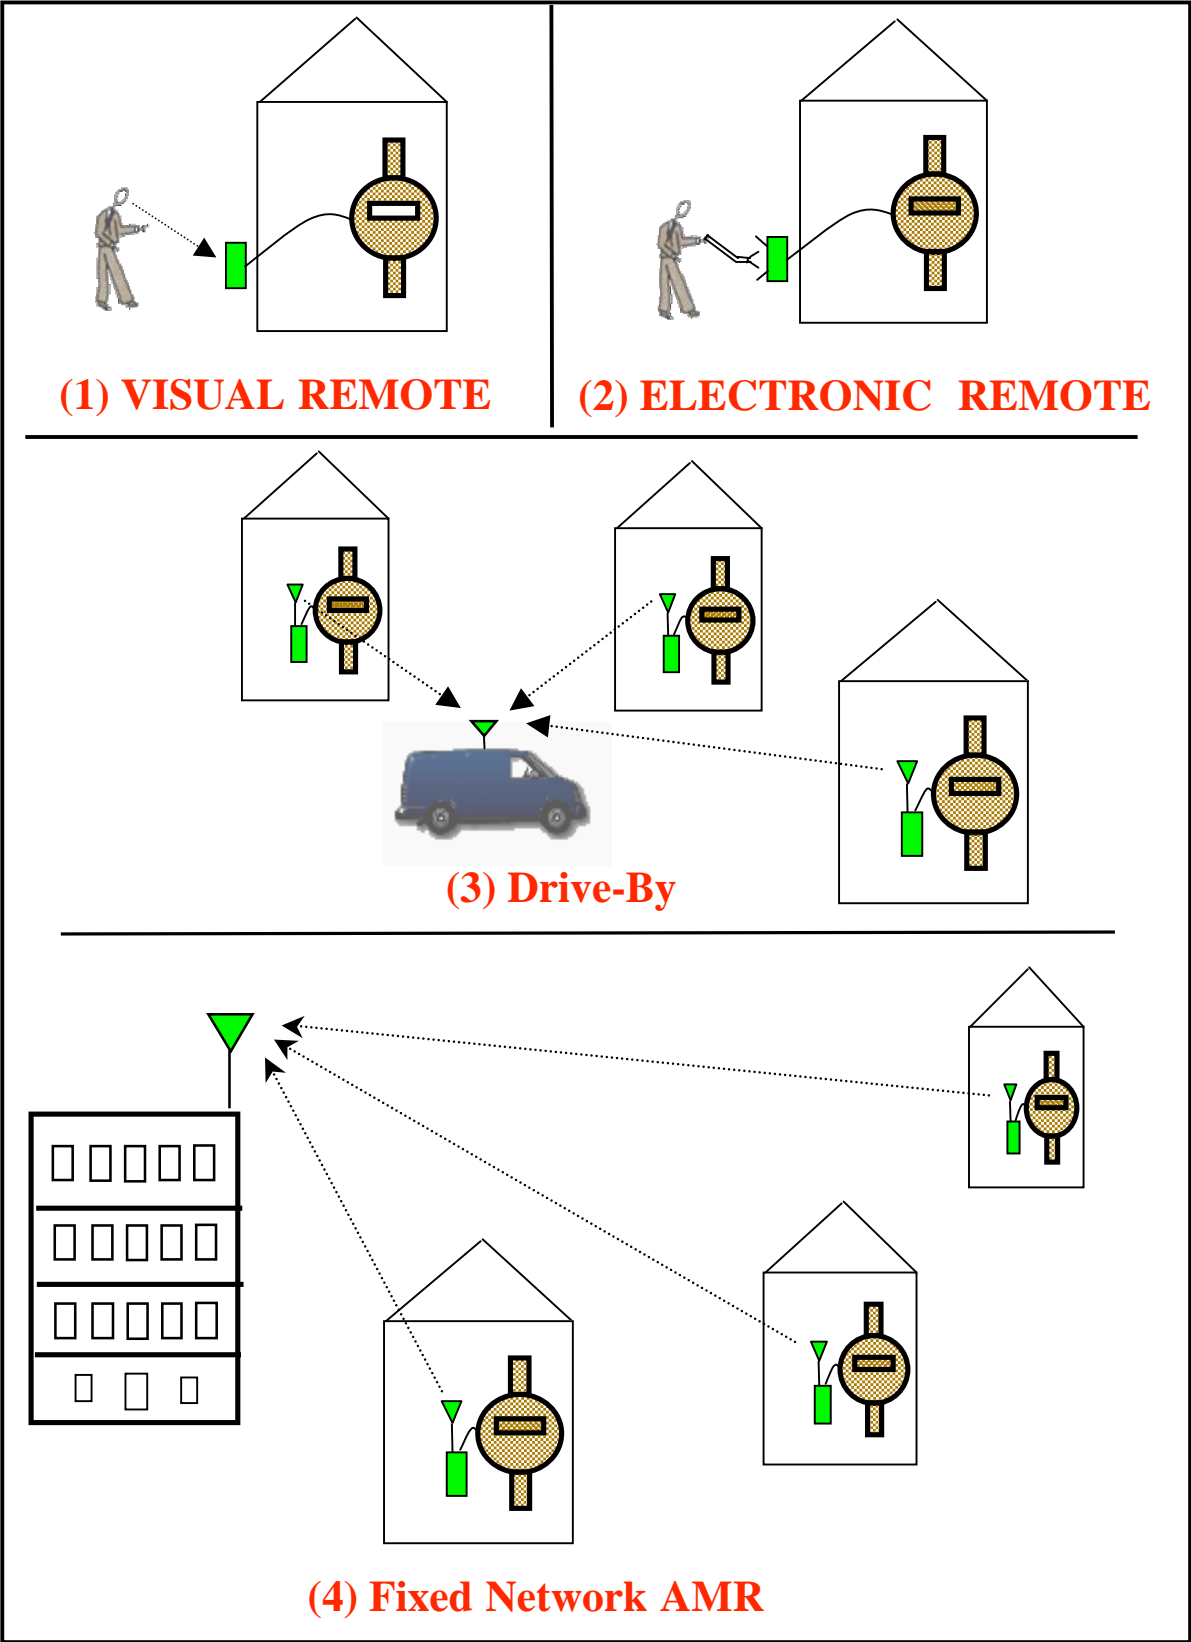 (1) VISUAL REMOTE
(2) ELECTRONIC REMOTE
(3) Drive-By
(4) Fixed Network AMR